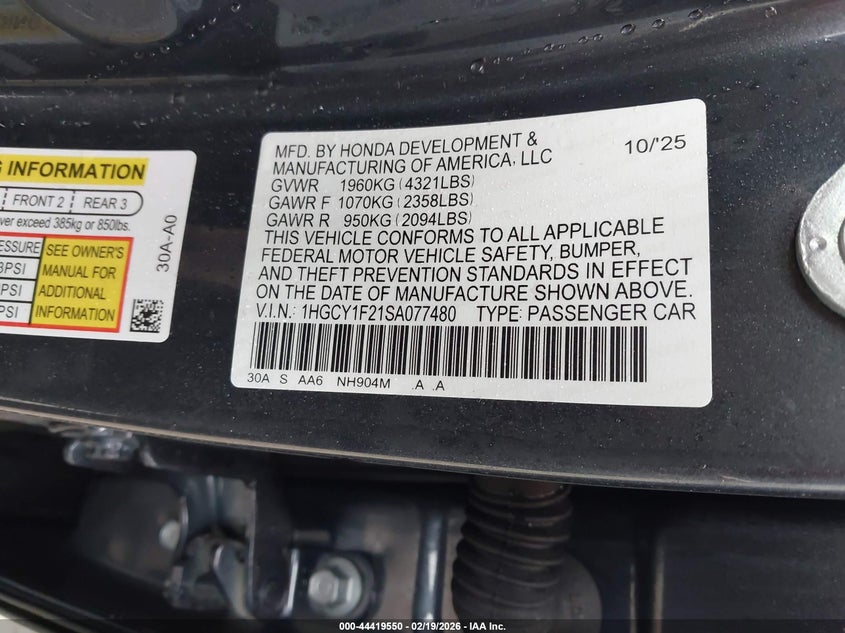 G INFORMATION
FRONT 2 REAR 3
ver exceed 385kg or 850lbs.
ESSURE
SEE OWNER'S
MANUAL FOR
ADDITIONAL
INFORMATION
PSI
PSI
PSI
30A-A0
MFD. BY HONDA DEVELOPMENT & 10/'25
MANUFACTURING OF AMERICA, LLC
GVWR 1960KG (4321LBS)
GAWR F 1070KG (2358LBS)
GAWR R 950KG (2094LBS)
THIS VEHICLE CONFORMS TO ALL APPLICABLE
FEDERAL MOTOR VEHICLE SAFETY, BUMPER,
AND THEFT PREVENTION STANDARDS IN EFFECT
ON THE DATE OF MANUFACTURE SHOWN ABOVE.
V.I.N.: 1HGCY1F21SA077480 TYPE: PASSENGER CAR
30A S AA6 NH904M .A .A
000-44419550 - 02/19/2026 - IAA Inc.